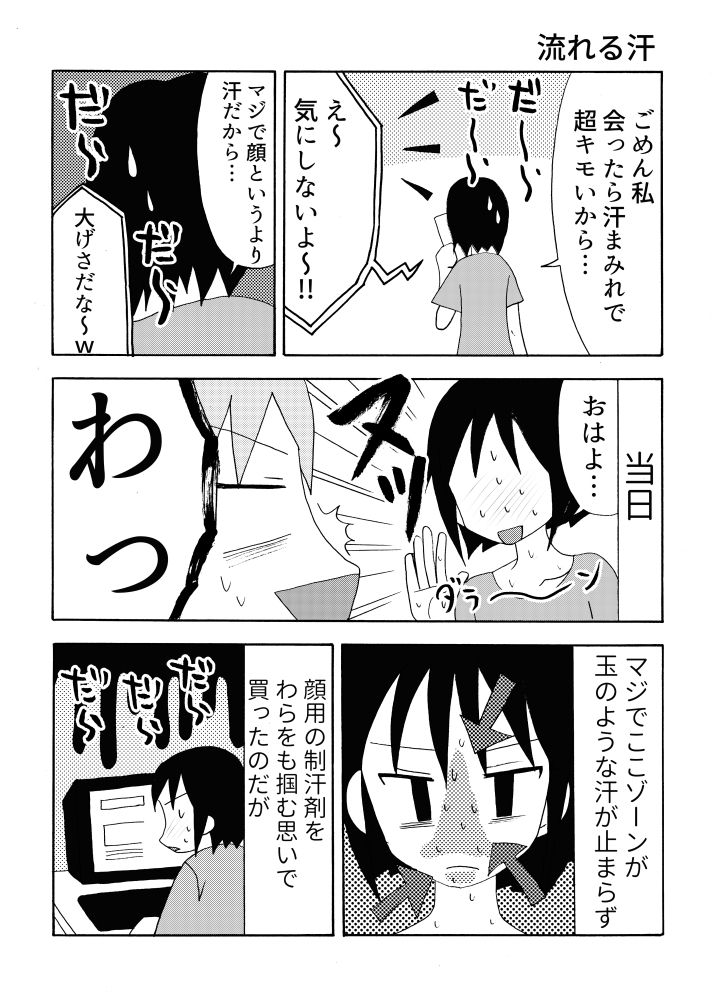 流れる汗
ごめん私
会ったら汗まみれで
超キモいから…
だ〜
だ〜
え〜
気にしないよ〜!!
マジで顔というより
汗だから…
だ〜
だ〜
大げさだな〜w
当日
おはよ…
ダラ〜〜ン
ヌッ
わっ
マジでここゾーンが
玉のような汗が止まらず
顔用の制汗剤を
わらをも掴む思いで
買ったのだが
だら
だら
だら